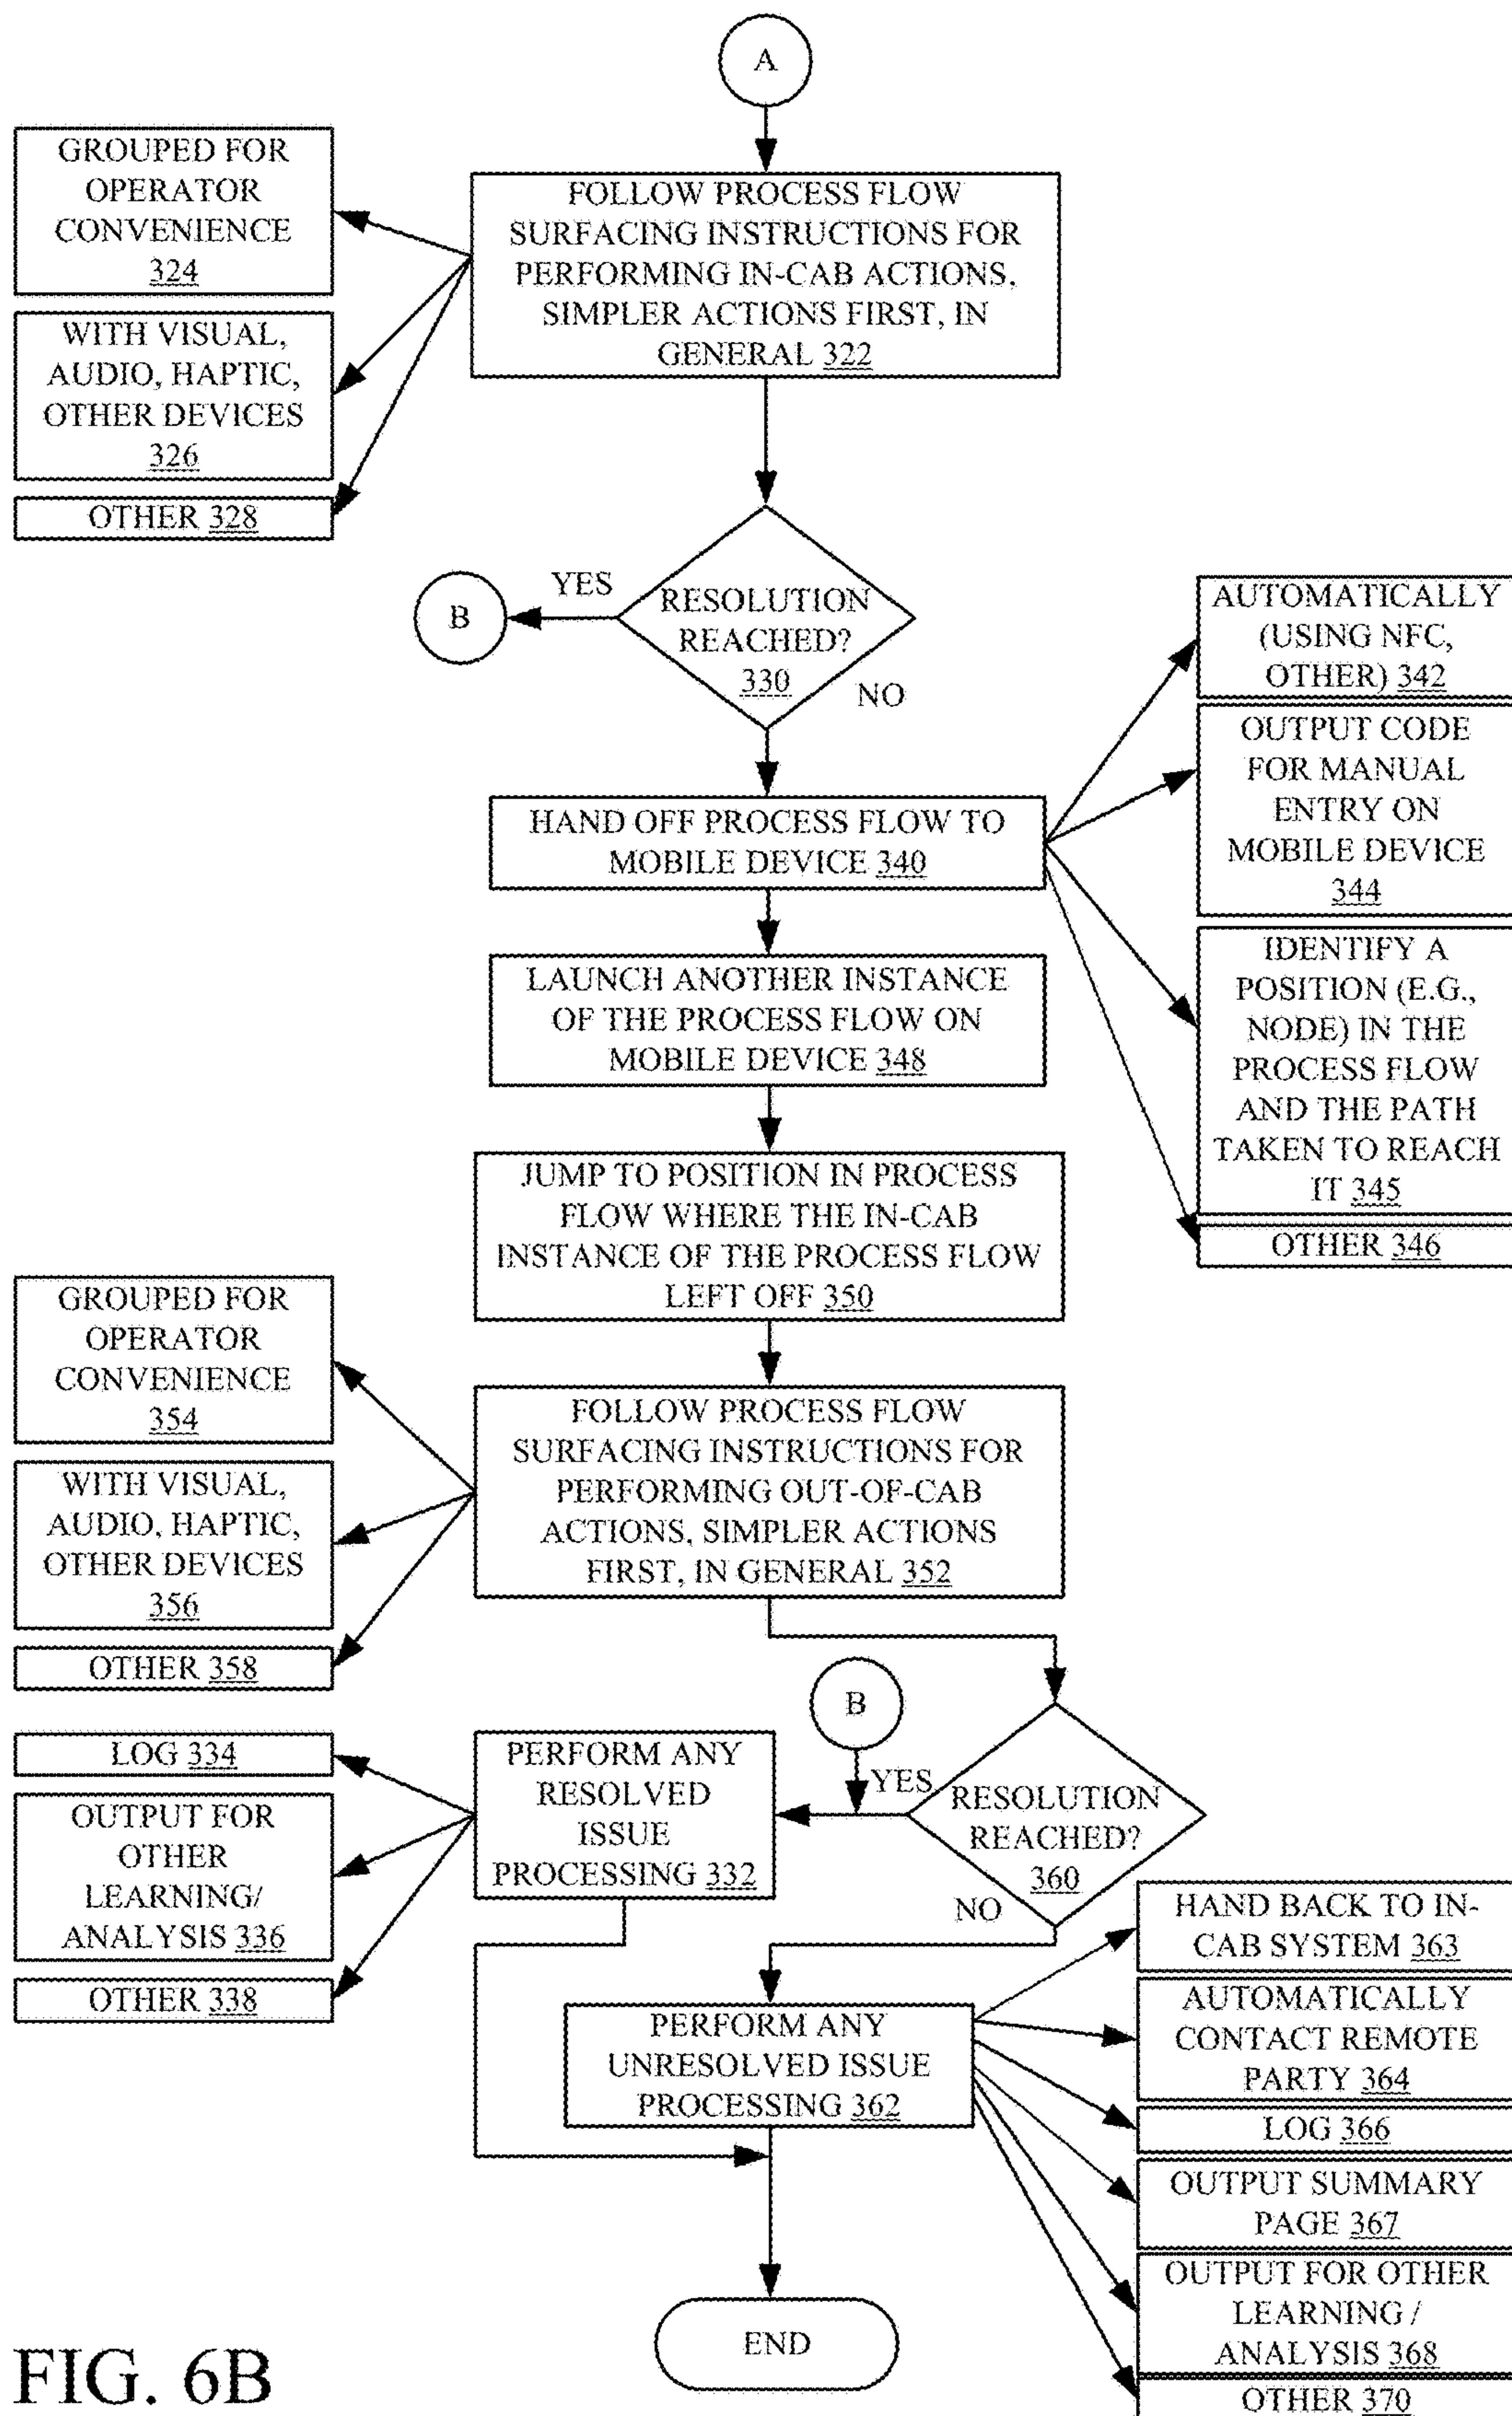 A
GROUPED FOR
OPERATOR
CONVENIENCE
324
FOLLOW PROCESS FLOW
SURFACING INSTRUCTIONS FOR
PERFORMING IN-CAB ACTIONS,
SIMPLER ACTIONS FIRST, IN
GENERAL 322
WITH VISUAL,
AUDIO, HAPTIC,
OTHER DEVICES
326
OTHER 328
B
YES
RESOLUTION
REACHED?
330
NO
AUTOMATICALLY
(USING NFC,
OTHER) 342
OUTPUT CODE
FOR MANUAL
ENTRY ON
MOBILE DEVICE
344
HAND OFF PROCESS FLOW TO
MOBILE DEVICE 340
IDENTIFY A
POSITION (E.G.,
NODE) IN THE
PROCESS FLOW
AND THE PATH
TAKEN TO REACH
IT 345
OTHER 346
LAUNCH ANOTHER INSTANCE
OF THE PROCESS FLOW ON
MOBILE DEVICE 348
JUMP TO POSITION IN PROCESS
FLOW WHERE THE IN-CAB
INSTANCE OF THE PROCESS FLOW
LEFT OFF 350
GROUPED FOR
OPERATOR
CONVENIENCE
354
FOLLOW PROCESS FLOW
SURFACING INSTRUCTIONS FOR
PERFORMING OUT-OF-CAB
ACTIONS, SIMPLER ACTIONS
FIRST, IN GENERAL 352
WITH VISUAL,
AUDIO, HAPTIC,
OTHER DEVICES
356
OTHER 358
B
YES
RESOLUTION
REACHED?
360
NO
LOG 334
PERFORM ANY
RESOLVED
ISSUE
PROCESSING 332
OUTPUT FOR
OTHER
LEARNING/
ANALYSIS 336
OTHER 338
HAND BACK TO IN-
CAB SYSTEM 363
AUTOMATICALLY
CONTACT REMOTE
PARTY 364
PERFORM ANY
UNRESOLVED ISSUE
PROCESSING 362
LOG 366
OUTPUT SUMMARY
PAGE 367
OUTPUT FOR OTHER
LEARNING /
ANALYSIS 368
OTHER 370
END
FIG. 6B